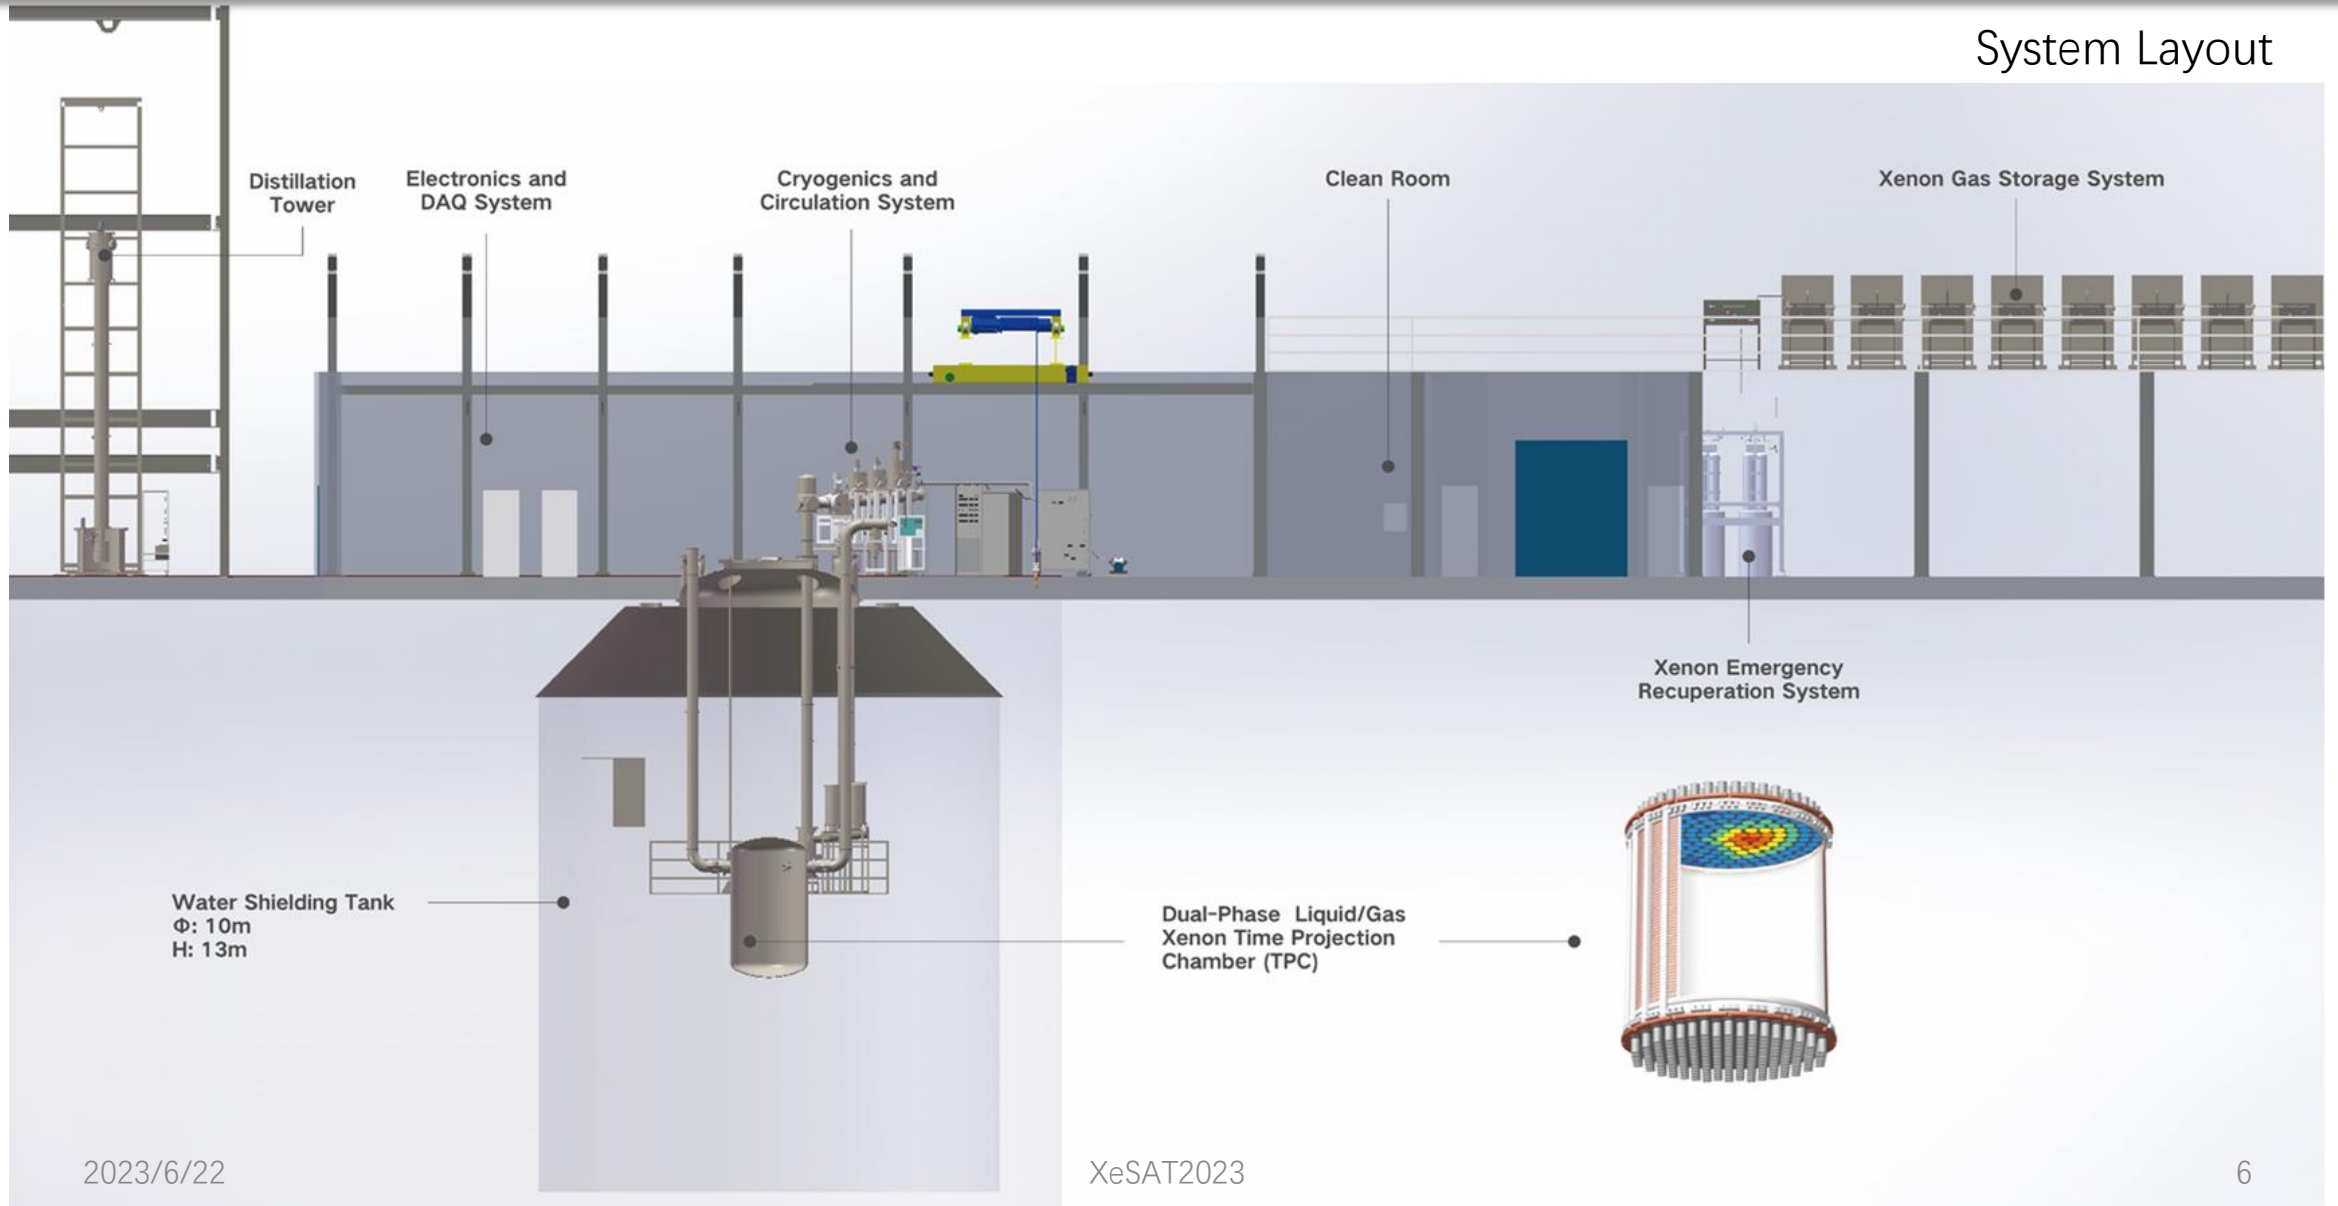 System Layout
Distillation
Tower
Electronics and
DAQ System
Cryogenics and
Circulation System
Clean Room
Xenon Gas Storage System
Xenon Emergency
Recuperation System
Water Shielding Tank
Φ: 10m
H: 13m
Dual-Phase Liquid/Gas
Xenon Time Projection
Chamber (TPC)
2023/6/22
XeSAT2023
6